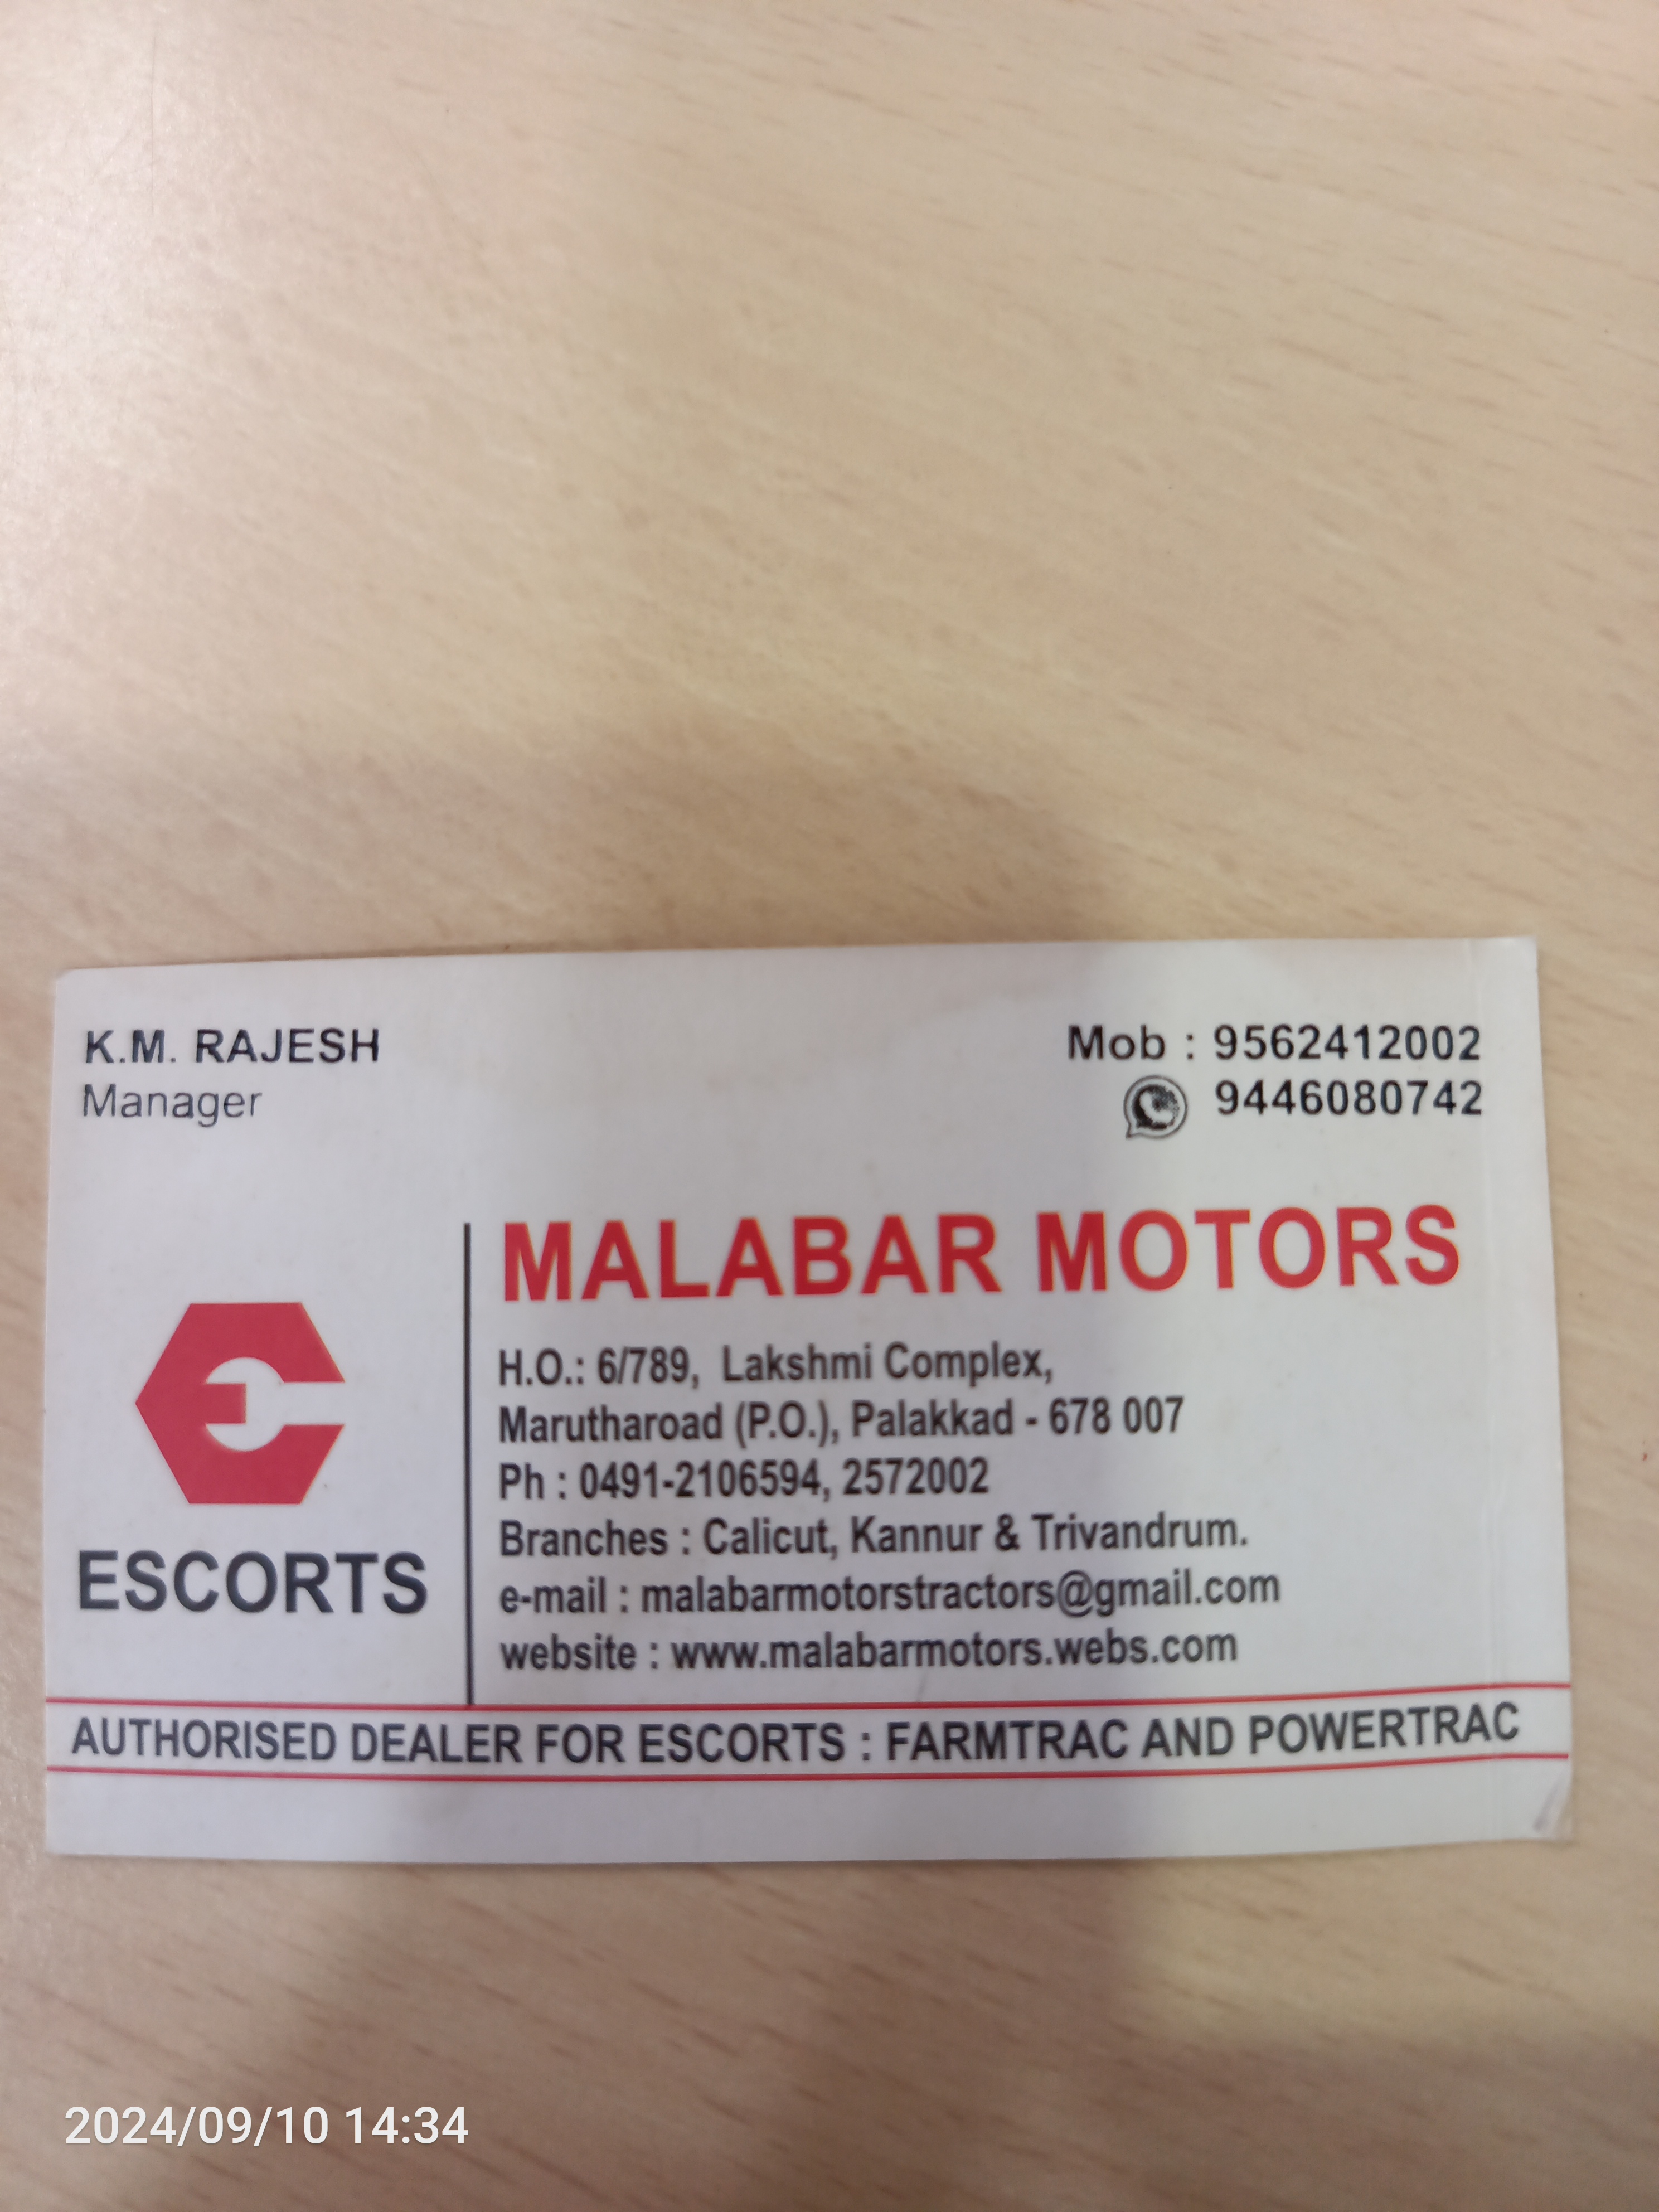 K.M. RAJESH
Manager
Mob : 9562412002
9446080742
ESCORTS
MALABAR MOTORS
H.O.: 6/789, Lakshmi Complex,
Marutharoad (P.O.), Palakkad - 678 007
Ph : 0491-2106594, 2572002
Branches : Calicut, Kannur & Trivandrum.
e-mail : malabarmotorstractors@gmail.com
website : www.malabarmotors.webs.com
AUTHORISED DEALER FOR ESCORTS : FARMTRAC AND POWERTRAC
2024/09/10 14:34